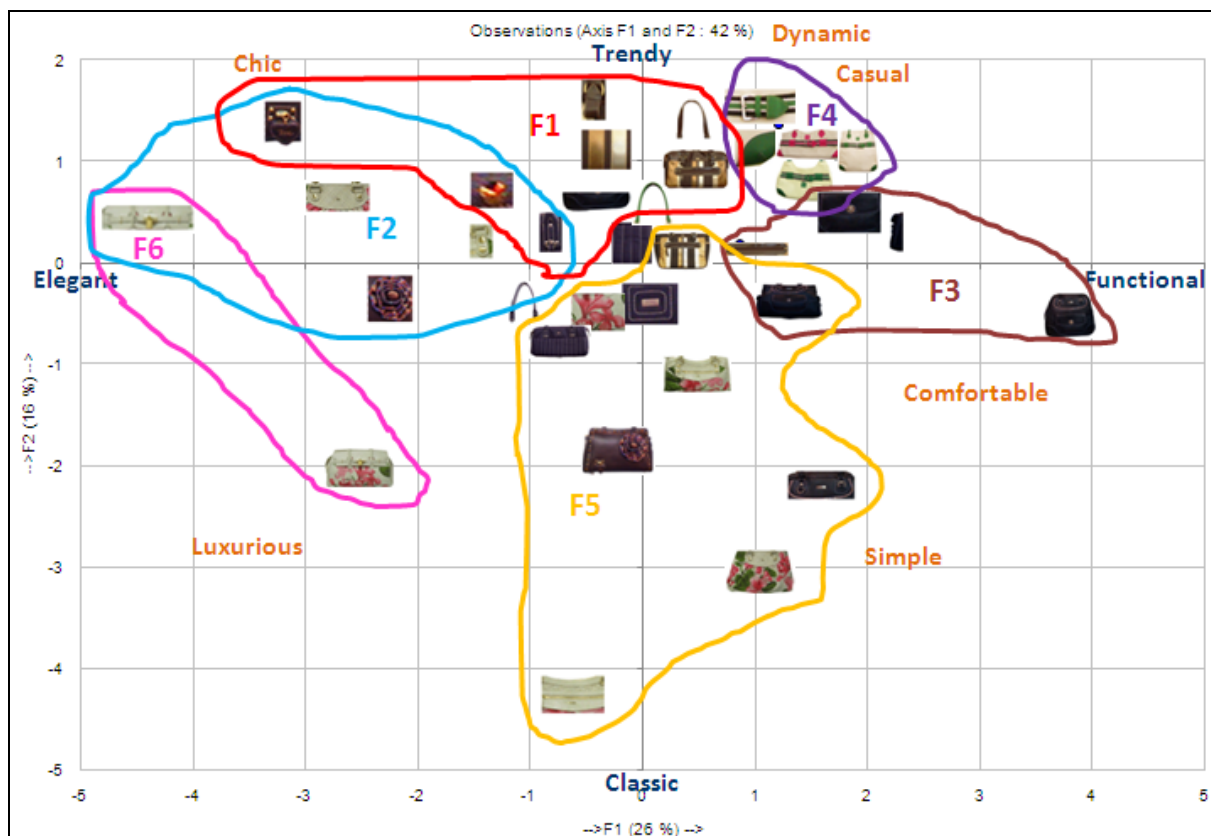 Observations (Axis F1 and F2 : 42 %)
Dynamic
Trendy
Chic
Casual
F1
F4
F2
F6
Elegant
Functional
F3
Comfortable
F5
Luxurious
Simple
Classic
2
1
0
-1
-2
-3
-4
-5
-->F2 (16 %) -->
-5 -4 -3 -2 -1 0 1 2 3 4 5
-->F1 (26 %) -->